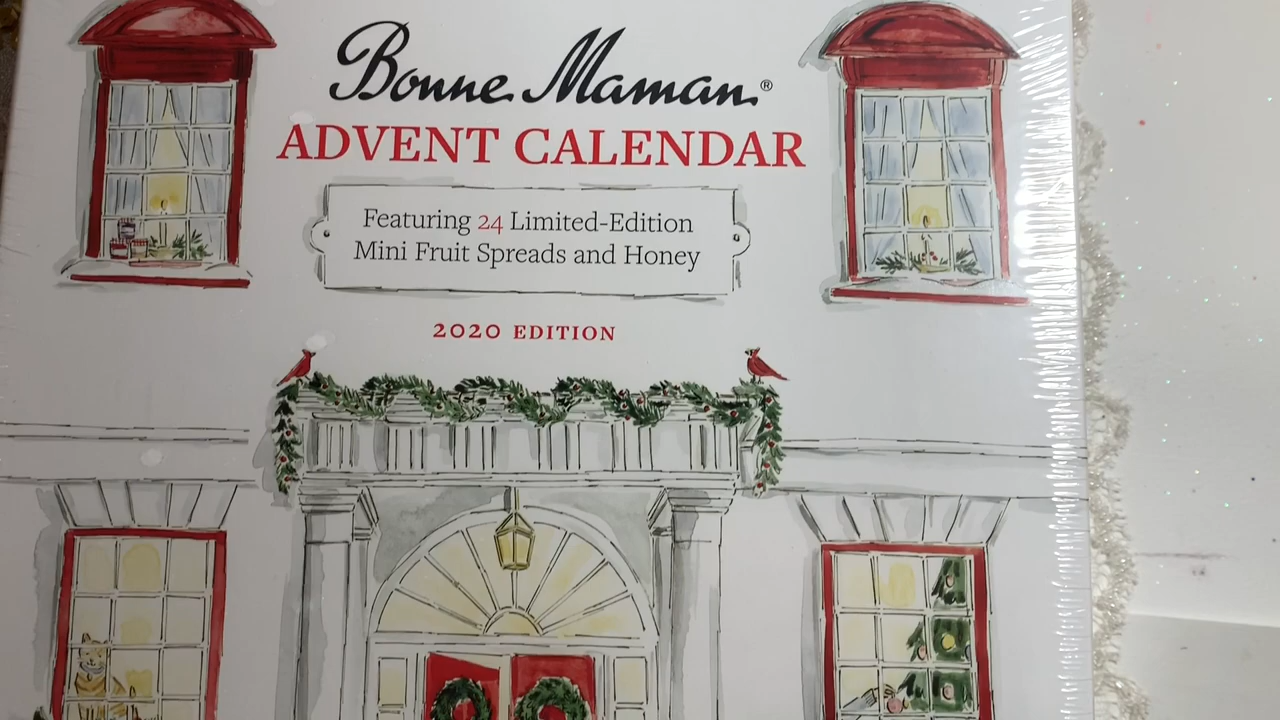 Bonne Maman®
ADVENT CALENDAR
Featuring 24 Limited-Edition
Mini Fruit Spreads and Honey
2020 EDITION